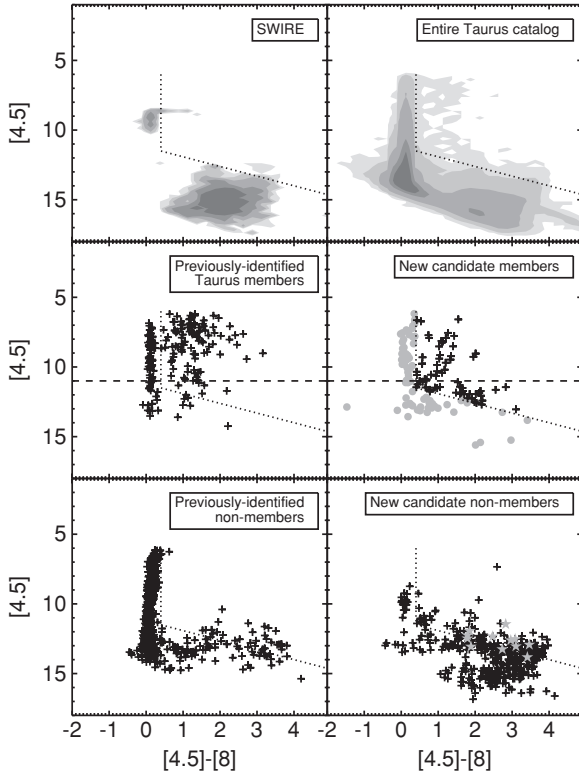 SWIRE
Entire Taurus catalog
5
10
15
[4.5]
Previously-identified
Taurus members
New candidate members
5
10
15
[4.5]
Previously-identified
non-members
New candidate non-members
5
10
15
[4.5]
-2 -1 0 1 2 3 4 -2 -1 0 1 2 3 4
[4.5]-[8]
[4.5]-[8]